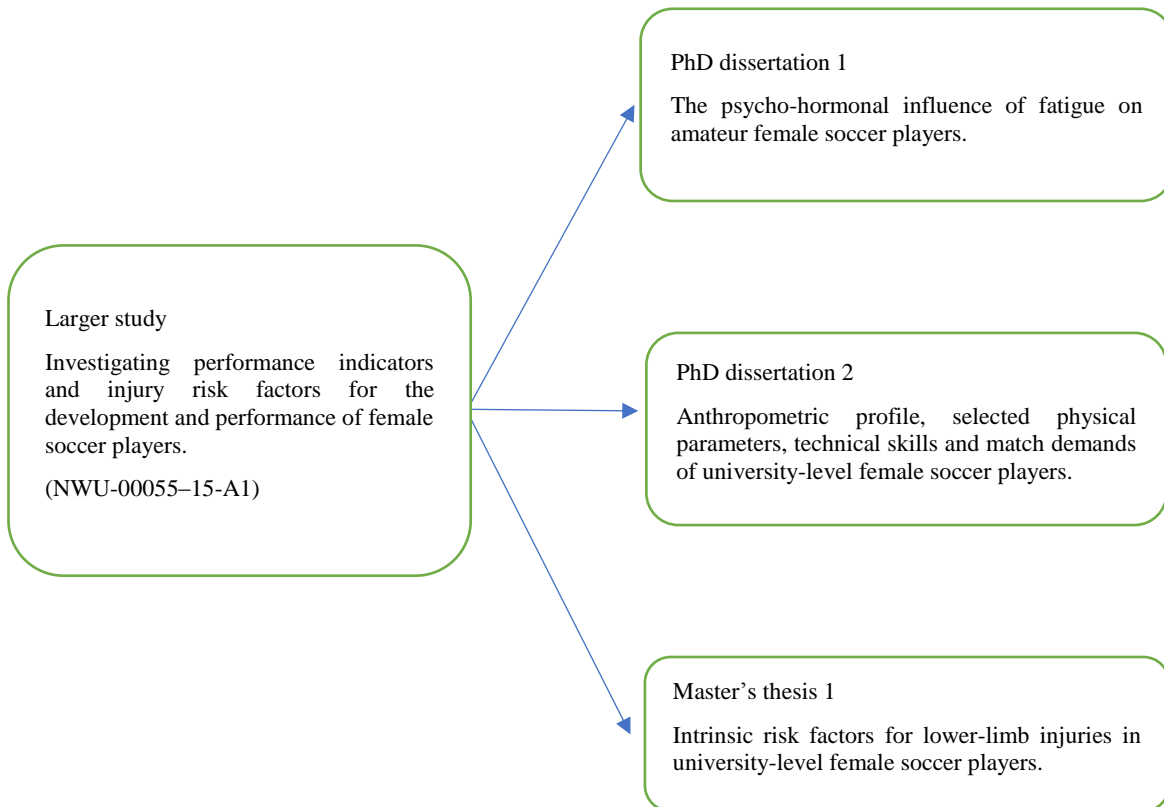 PhD dissertation 1
The psycho-hormonal influence of fatigue on
amateur female soccer players.
Larger study
Investigating performance indicators
and injury risk factors for the
development and performance of female
soccer players.
(NWU-00055–15-A1)
PhD dissertation 2
Anthropometric profile, selected physical
parameters, technical skills and match demands
of university-level female soccer players.
Master’s thesis 1
Intrinsic risk factors for lower-limb injuries in
university-level female soccer players.